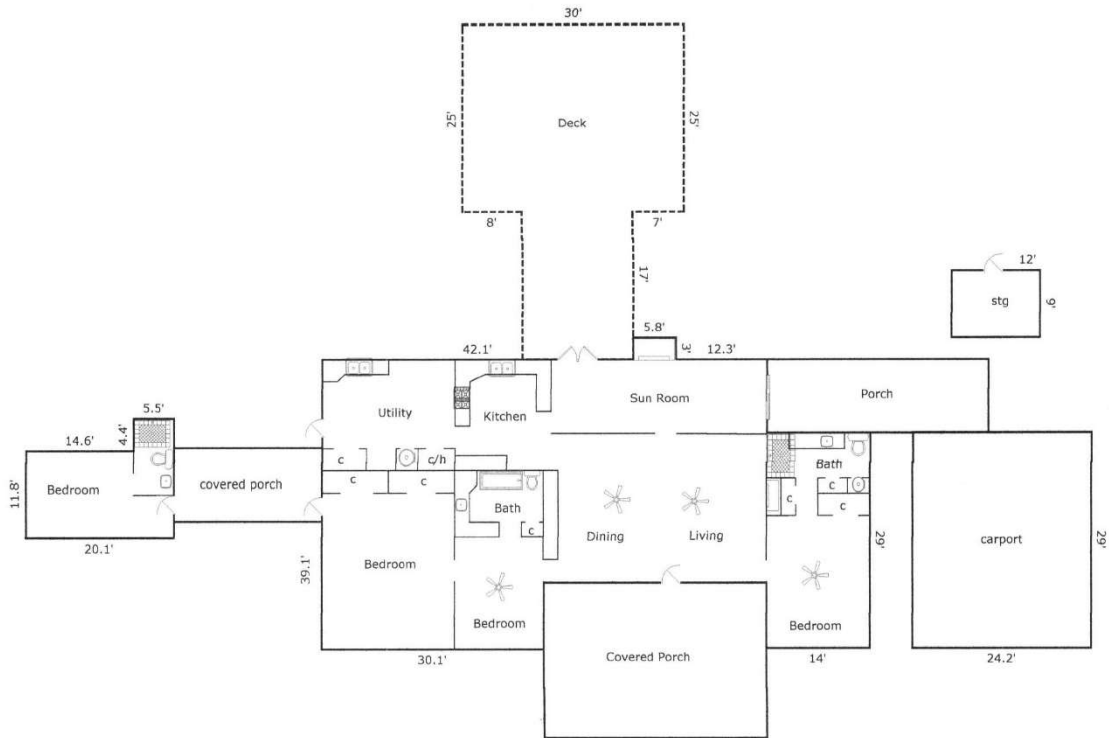 30'
25'
Deck
25'
8'
7'
17'
12'
stg
9'
5.8'
42.1'
3'
12.3'
Sun Room
Porch
Utility
Kitchen
5.5'
4.4'
14.6'
c
c/h
Bath
c
c
c
c
c
Bedroom
covered porch
11.8'
Bath
c
Dining
Living
29'
carport
29'
20.1'
39.1'
Bedroom
Bedroom
Bedroom
30.1'
Covered Porch
14'
24.2'